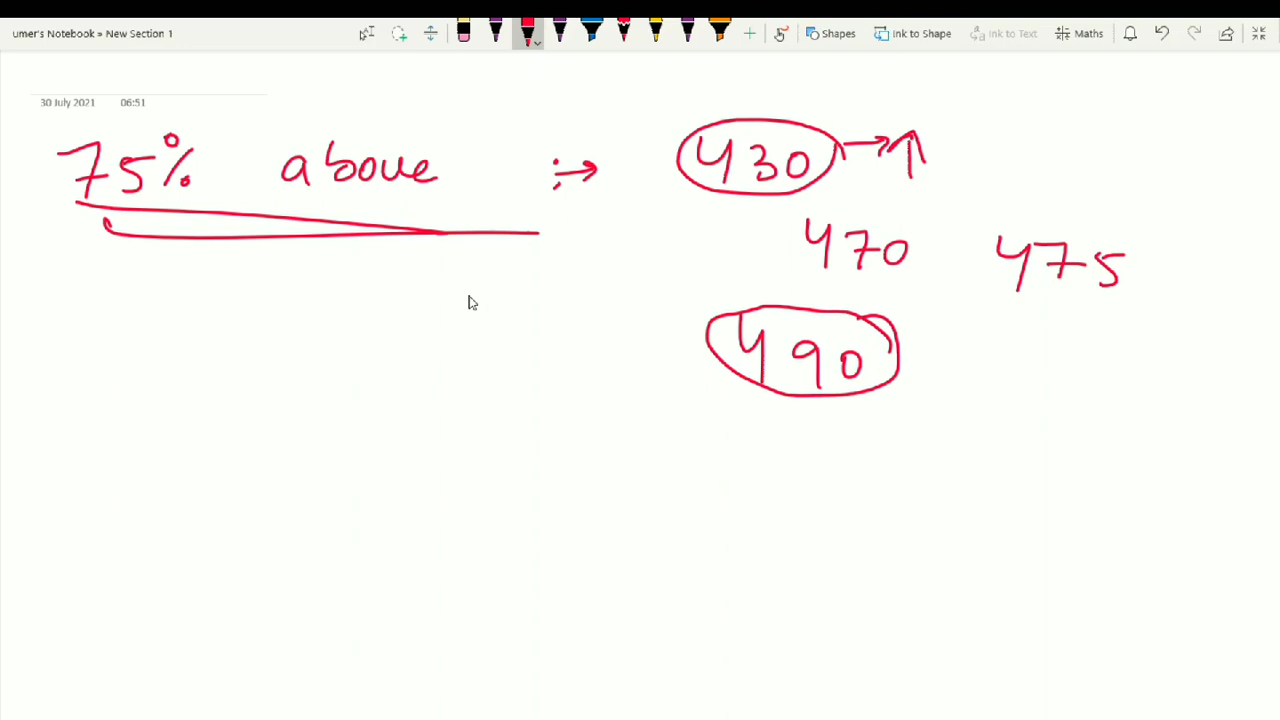 umer's Notebook » New Section 1
Shapes Ink to Shape Ink to Text Maths
30 July 2021 06:51
75% above :→ 430 → ↑
470 475
490